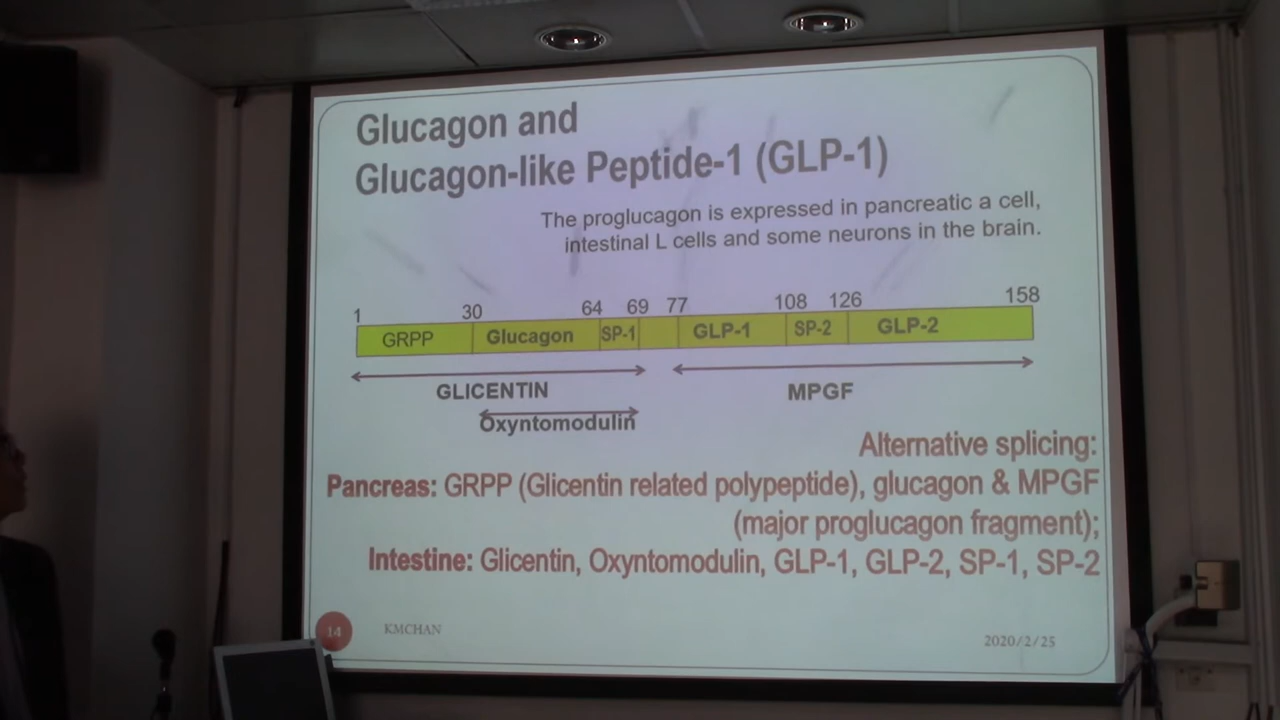 Glucagon and
Glucagon-like Peptide-1 (GLP-1)
The proglucagon is expressed in pancreatic a cell,
intestinal L cells and some neurons in the brain.
1 30 64 69 77 108 126 158
GRPP Glucagon SP-1 GLP-1 SP-2 GLP-2
GLICENTIN MPGF
Oxyntomodulin
Alternative splicing:
Pancreas: GRPP (Glicentin related polypeptide), glucagon & MPGF
(major proglucagon fragment);
Intestine: Glicentin, Oxyntomodulin, GLP-1, GLP-2, SP-1, SP-2
14 KMCHAN 2020/2/25